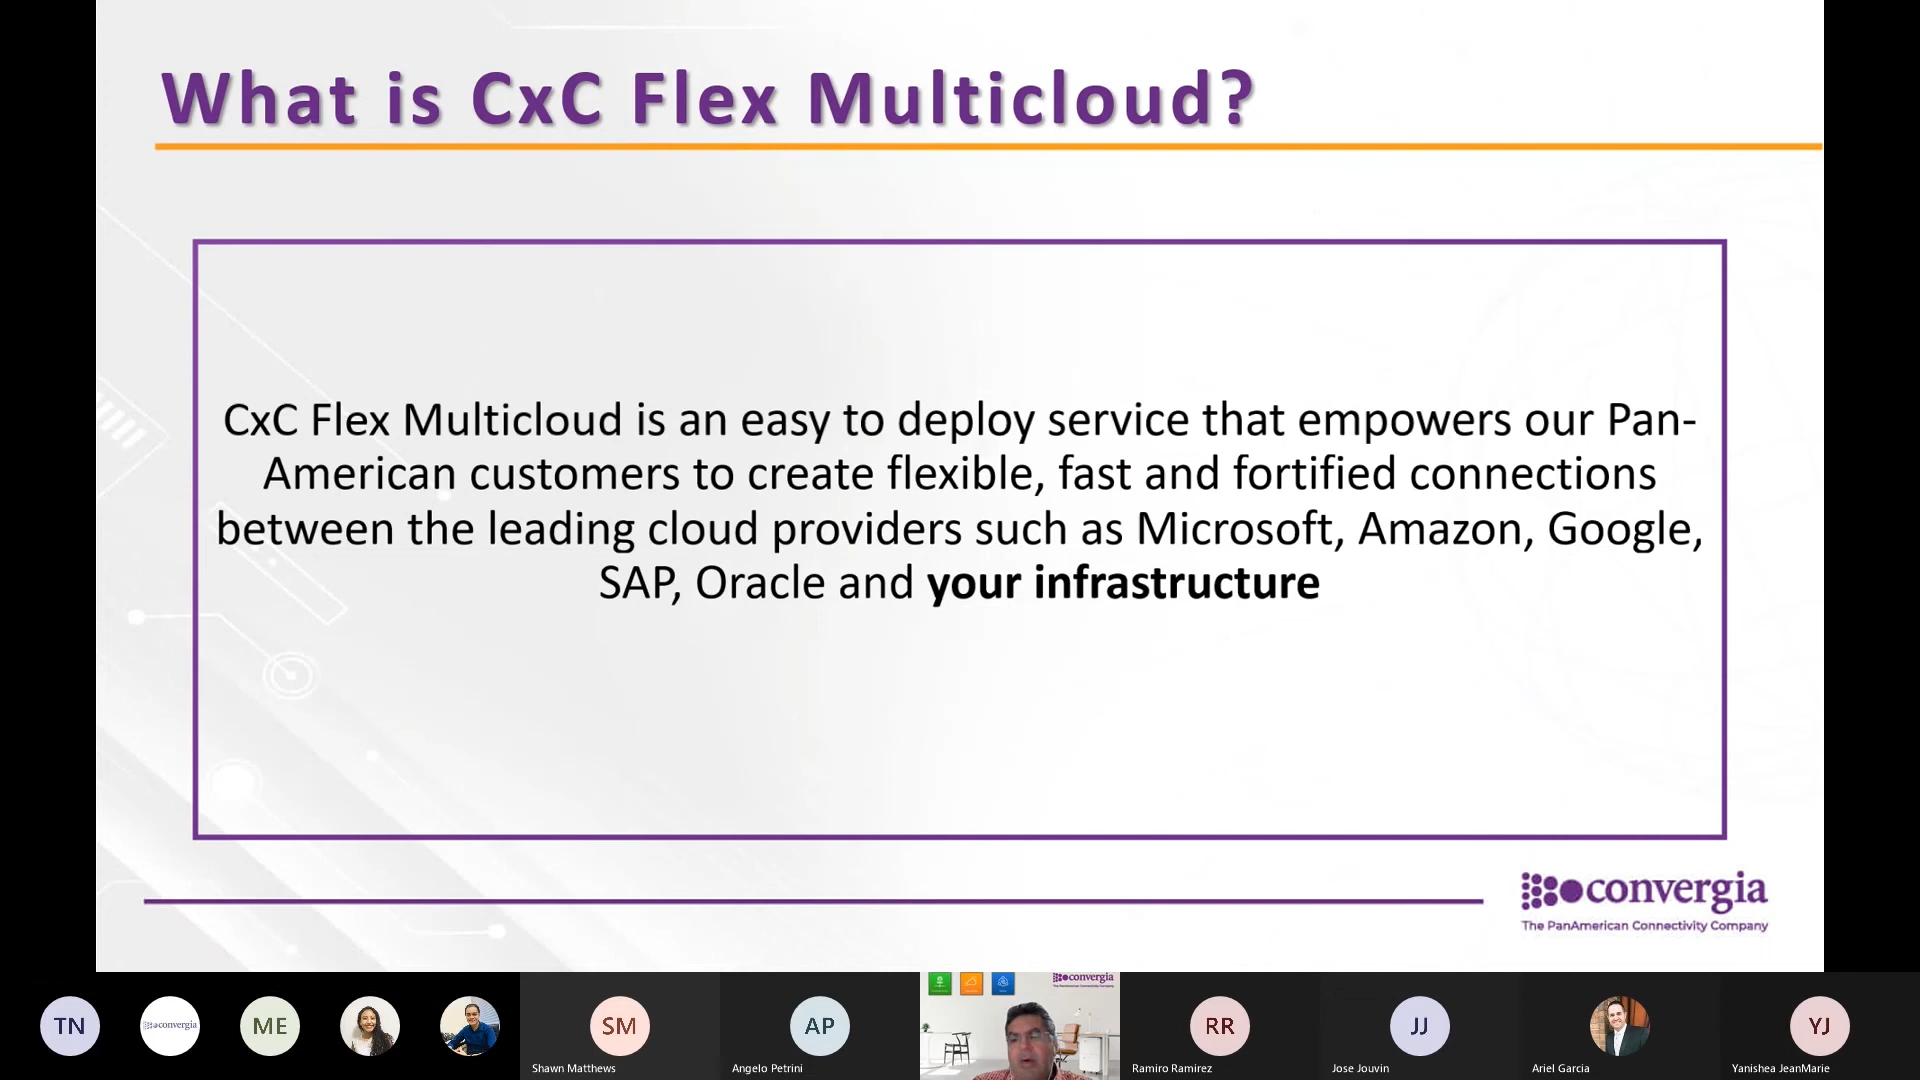 What is CxC Flex Multicloud?
CxC Flex Multicloud is an easy to deploy service that empowers our Pan-
American customers to create flexible, fast and fortified connections
between the leading cloud providers such as Microsoft, Amazon, Google,
SAP, Oracle and your infrastructure
convergia
The PanAmerican Connectivity Company
TN
convergia
ME
SM
Shawn Matthews
AP
Angelo Petrini
convergia
RR
Ramiro Ramirez
JJ
Jose Jouvin
Ariel Garcia
YJ
Yanishea JeanMarie